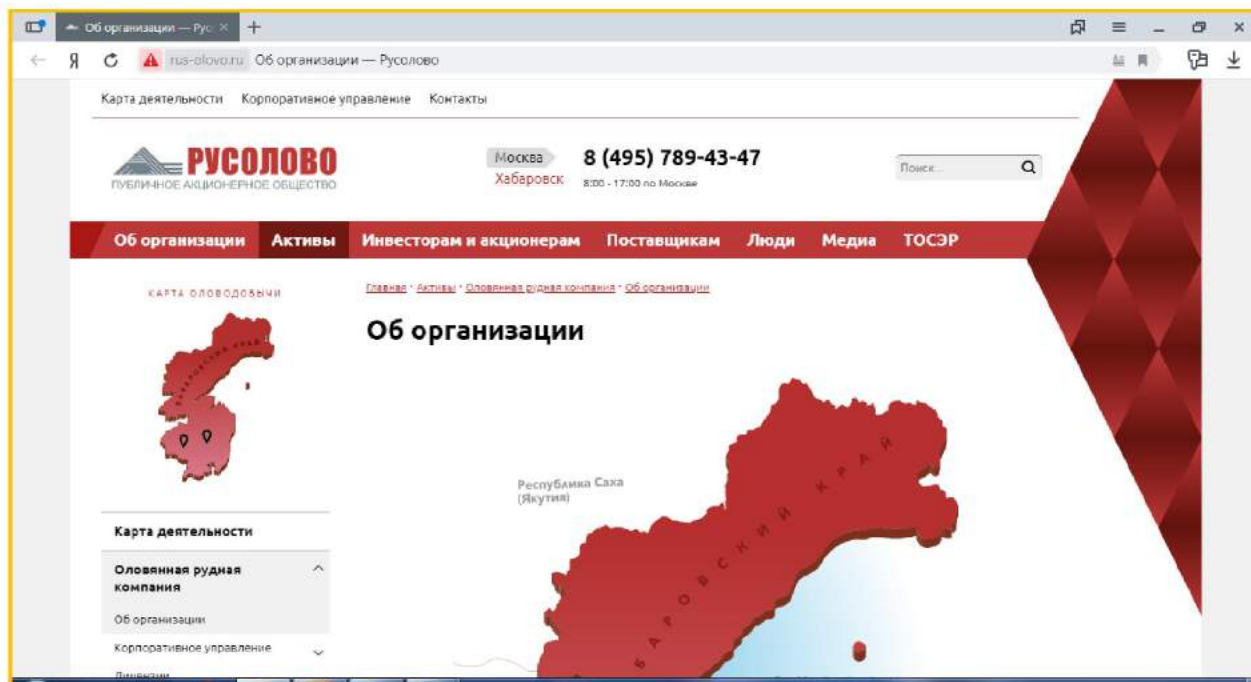 Об организации — Рус
rus-olovo.ru Об организации — Русолово
Карта деятельности Корпоративное управление Контакты
РУСОЛОВО
ПУБЛИЧНОЕ АКЦИОНЕРНОЕ ОБЩЕСТВО
Москва 8 (495) 789-43-47
Хабаровск 8:00 - 17:00 по Москве
Поиск...
Об организации Активы Инвесторам и акционерам Поставщикам Люди Медиа ТОСЭР
КАРТА ОЛОВОДОБЫЧИ
Главная · Активы · Оловянная рудная компания · Об организации
Об организации
Республика Саха
(Якутия)
БАРОВСКИЙ КРАЙ
Карта деятельности
Оловянная рудная
компания
Об организации
Корпоративное управление
Лицензии